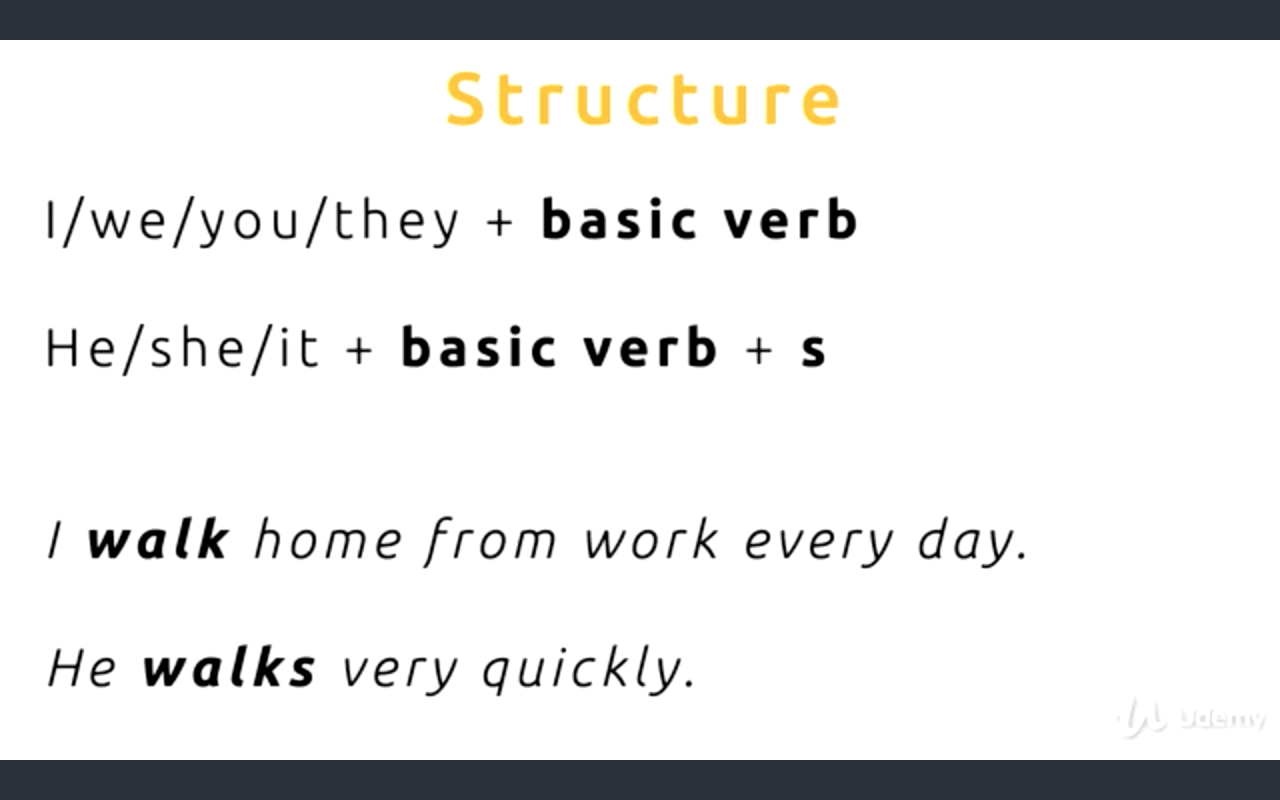 Structure
I/we/you/they + basic verb
He/she/it + basic verb + s
I walk home from work every day.
He walks very quickly.
Udemy